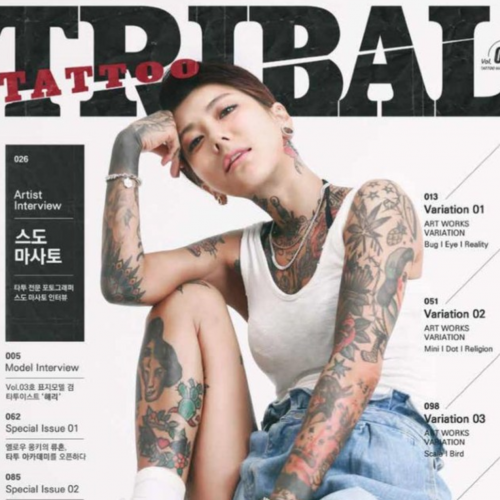 TRIBAL
TATTOO
Vol. 0
026
Artist
Interview
스도
마사토
타투 전문 포토그래퍼
스도 마사토 인터뷰
005
Model Interview
Vol.03호 표지모델 겸
타투이스트 '해리'
062
Special Issue 01
옐로우 몽키의 류훤,
타투 아카데미를 오픈하다
085
Special Issue 02
013
Variation 01
ART WORKS
VARIATION
Bug I Eye I Reality
051
Variation 02
ART WORKS
VARIATION
Mini I Dot I Religion
098
Variation 03
ART WORKS
VARIATION
I Bird